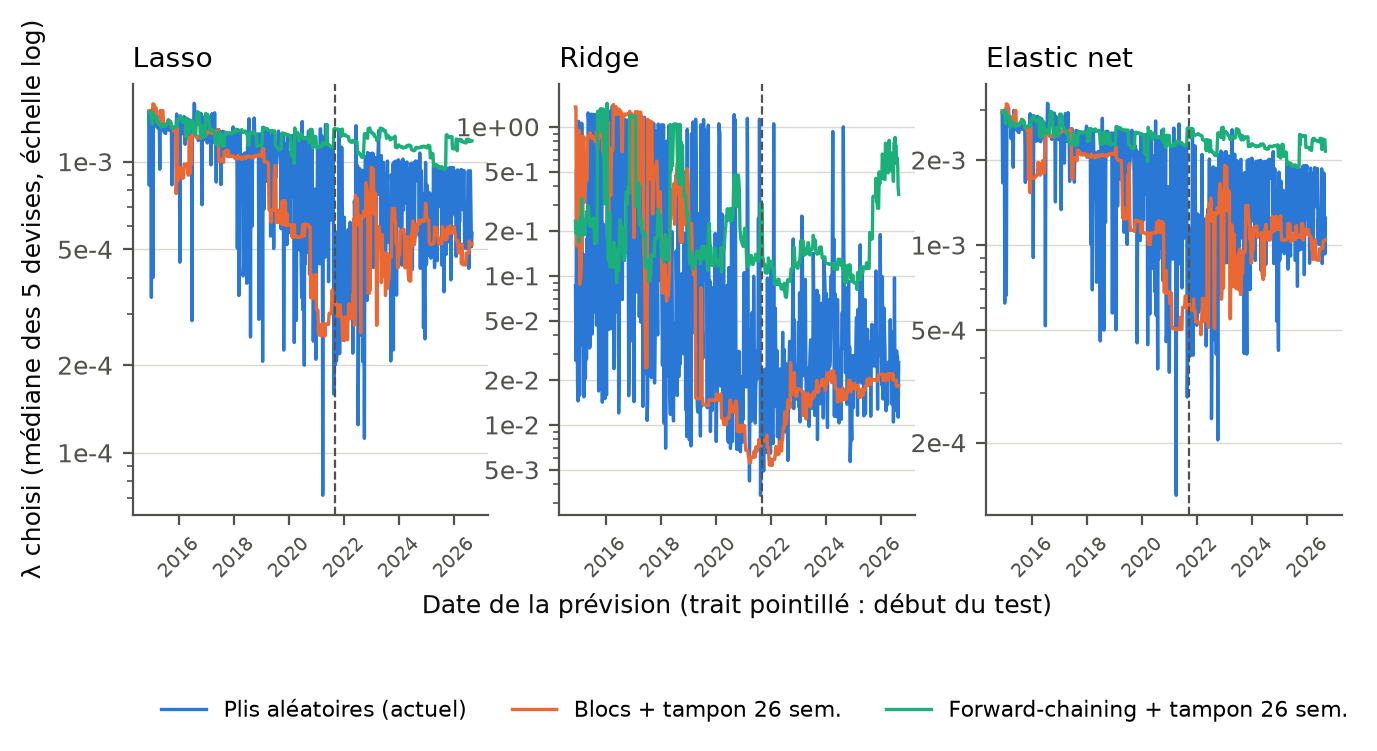 λ choisi (médiane des 5 devises, échelle log)
Lasso
1e-3
5e-4
2e-4
1e-4
2016
2018
2020
2022
2024
2026
Ridge
1e+00
5e-1
2e-1
1e-1
5e-2
2e-2
1e-2
5e-3
2016
2018
2020
2022
2024
2026
Elastic net
2e-3
1e-3
5e-4
2e-4
2016
2018
2020
2022
2024
2026
Date de la prévision (trait pointillé : début du test)
Plis aléatoires (actuel)
Blocs + tampon 26 sem.
Forward-chaining + tampon 26 sem.